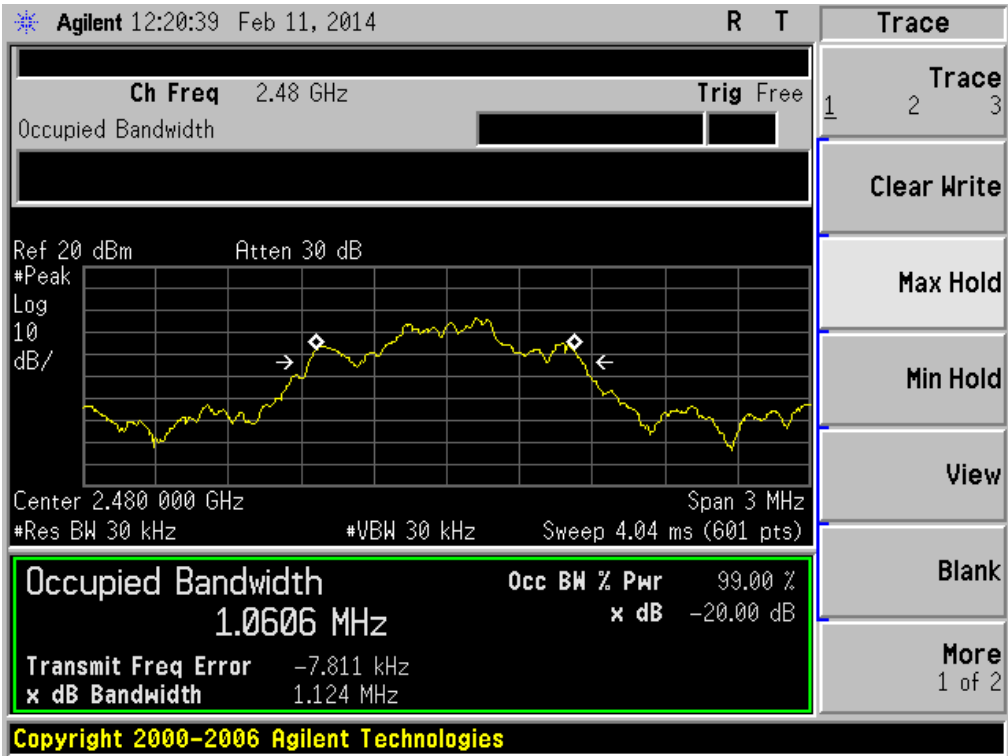 Agilent 12:20:39 Feb 11, 2014 R T
Trace
Ch Freq 2.48 GHz Trig Free
Occupied Bandwidth
Ref 20 dBm Atten 30 dB
#Peak
Log
10
dB/
Center 2.480 000 GHz Span 3 MHz
#Res BW 30 kHz #VBW 30 kHz Sweep 4.04 ms (601 pts)
Occupied Bandwidth
1.0606 MHz
Occ BW % Pwr 99.00 %
x dB -20.00 dB
Transmit Freq Error -7.811 kHz
x dB Bandwidth 1.124 MHz
Trace
1 2 3
Clear Write
Max Hold
Min Hold
View
Blank
More
1 of 2
Copyright 2000-2006 Agilent Technologies